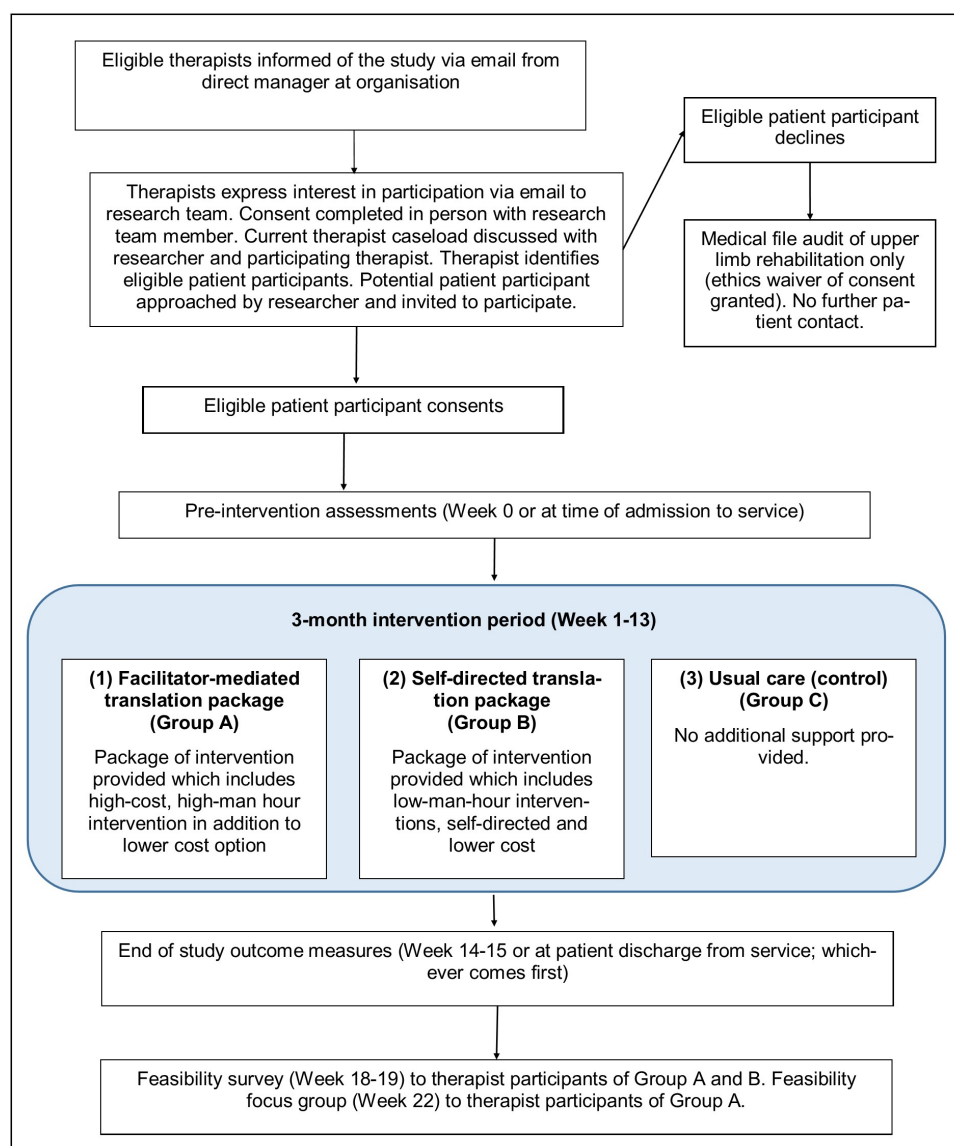 Eligible therapists informed of the study via email from
direct manager at organisation
Eligible patient participant
declines
Therapists express interest in participation via email to
research team. Consent completed in person with research
team member. Current therapist caseload discussed with
researcher and participating therapist. Therapist identifies
eligible patient participants. Potential patient participant
approached by researcher and invited to participate.
Medical file audit of upper
limb rehabilitation only
(ethics waiver of consent
granted). No further pa-
tient contact.
Eligible patient participant consents
Pre-intervention assessments (Week 0 or at time of admission to service)
3-month intervention period (Week 1-13)
(1) Facilitator-mediated
translation package
(Group A)
Package of intervention
provided which includes
high-cost, high-man hour
intervention in addition to
lower cost option
(2) Self-directed transla-
tion package
(Group B)
Package of intervention
provided which includes
low-man-hour interven-
tions, self-directed and
lower cost
(3) Usual care (control)
(Group C)
No additional support pro-
vided.
End of study outcome measures (Week 14-15 or at patient discharge from service; which-
ever comes first)
Feasibility survey (Week 18-19) to therapist participants of Group A and B. Feasibility
focus group (Week 22) to therapist participants of Group A.